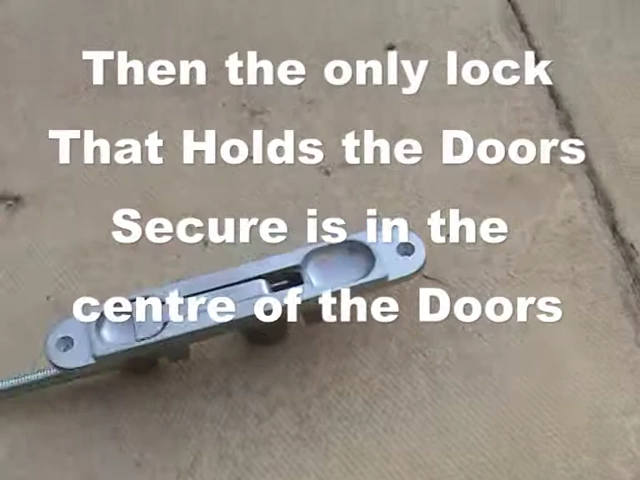 Then the only lock
That Holds the Doors
Secure is in the
centre of the Doors